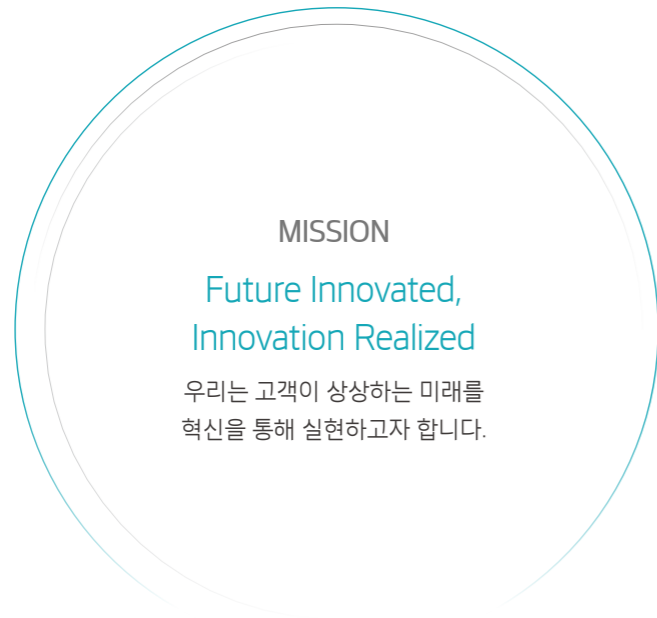 MISSION
Future Innovated,
Innovation Realized
우리는 고객이 상상하는 미래를
혁신을 통해 실현하고자 합니다.